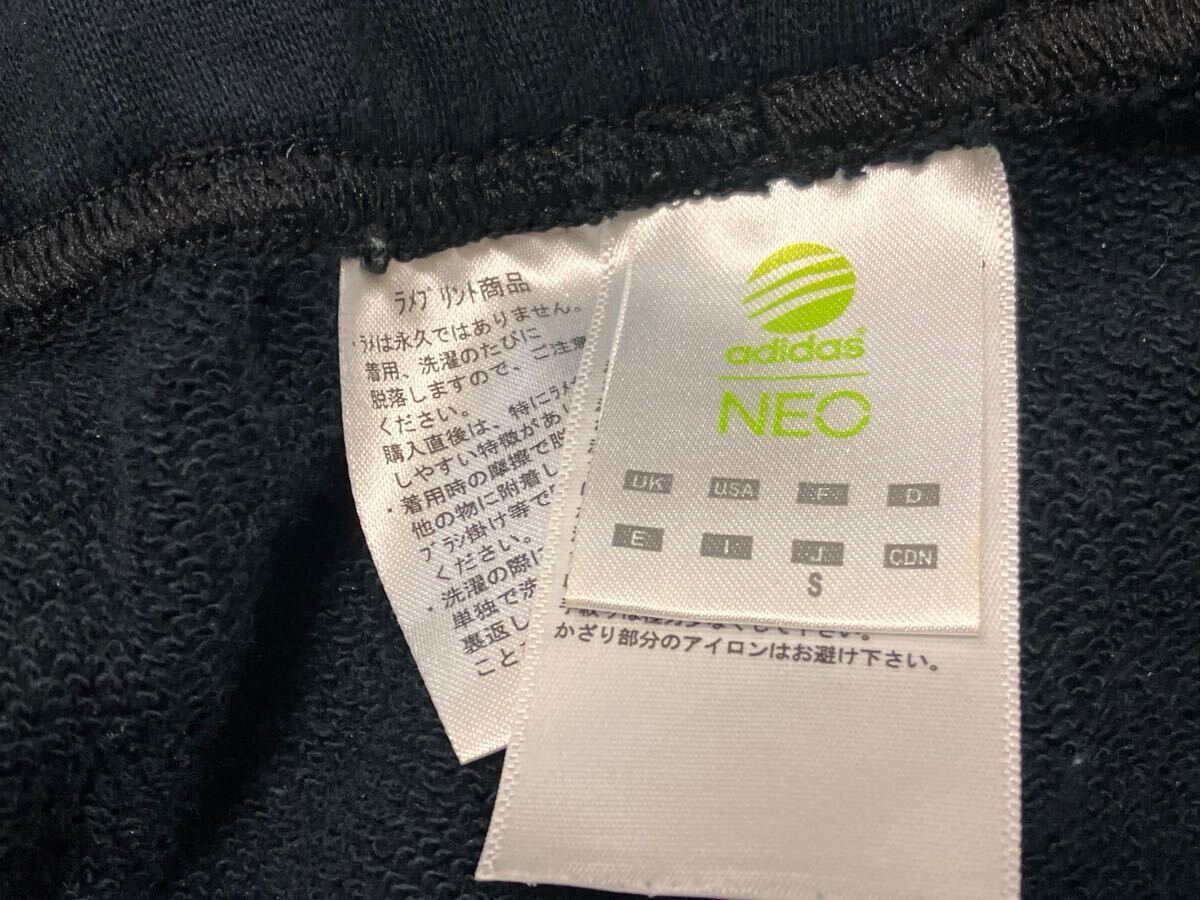 ラメプリント商品
・ラメは永久ではありません。
着用、洗濯のたびに
脱落しますので、ご注意
ください。
購入直後は、特にラメ
しやすい特徴があり
・着用時の摩擦で脱
他の物に附着し
ブラシ掛け等で
ください。
・洗濯の際に
単独で洗
裏返し
こと
adidas
NEO
UK USA F D
E I J CDN
S
かざり部分のアイロンはお避け下さい。